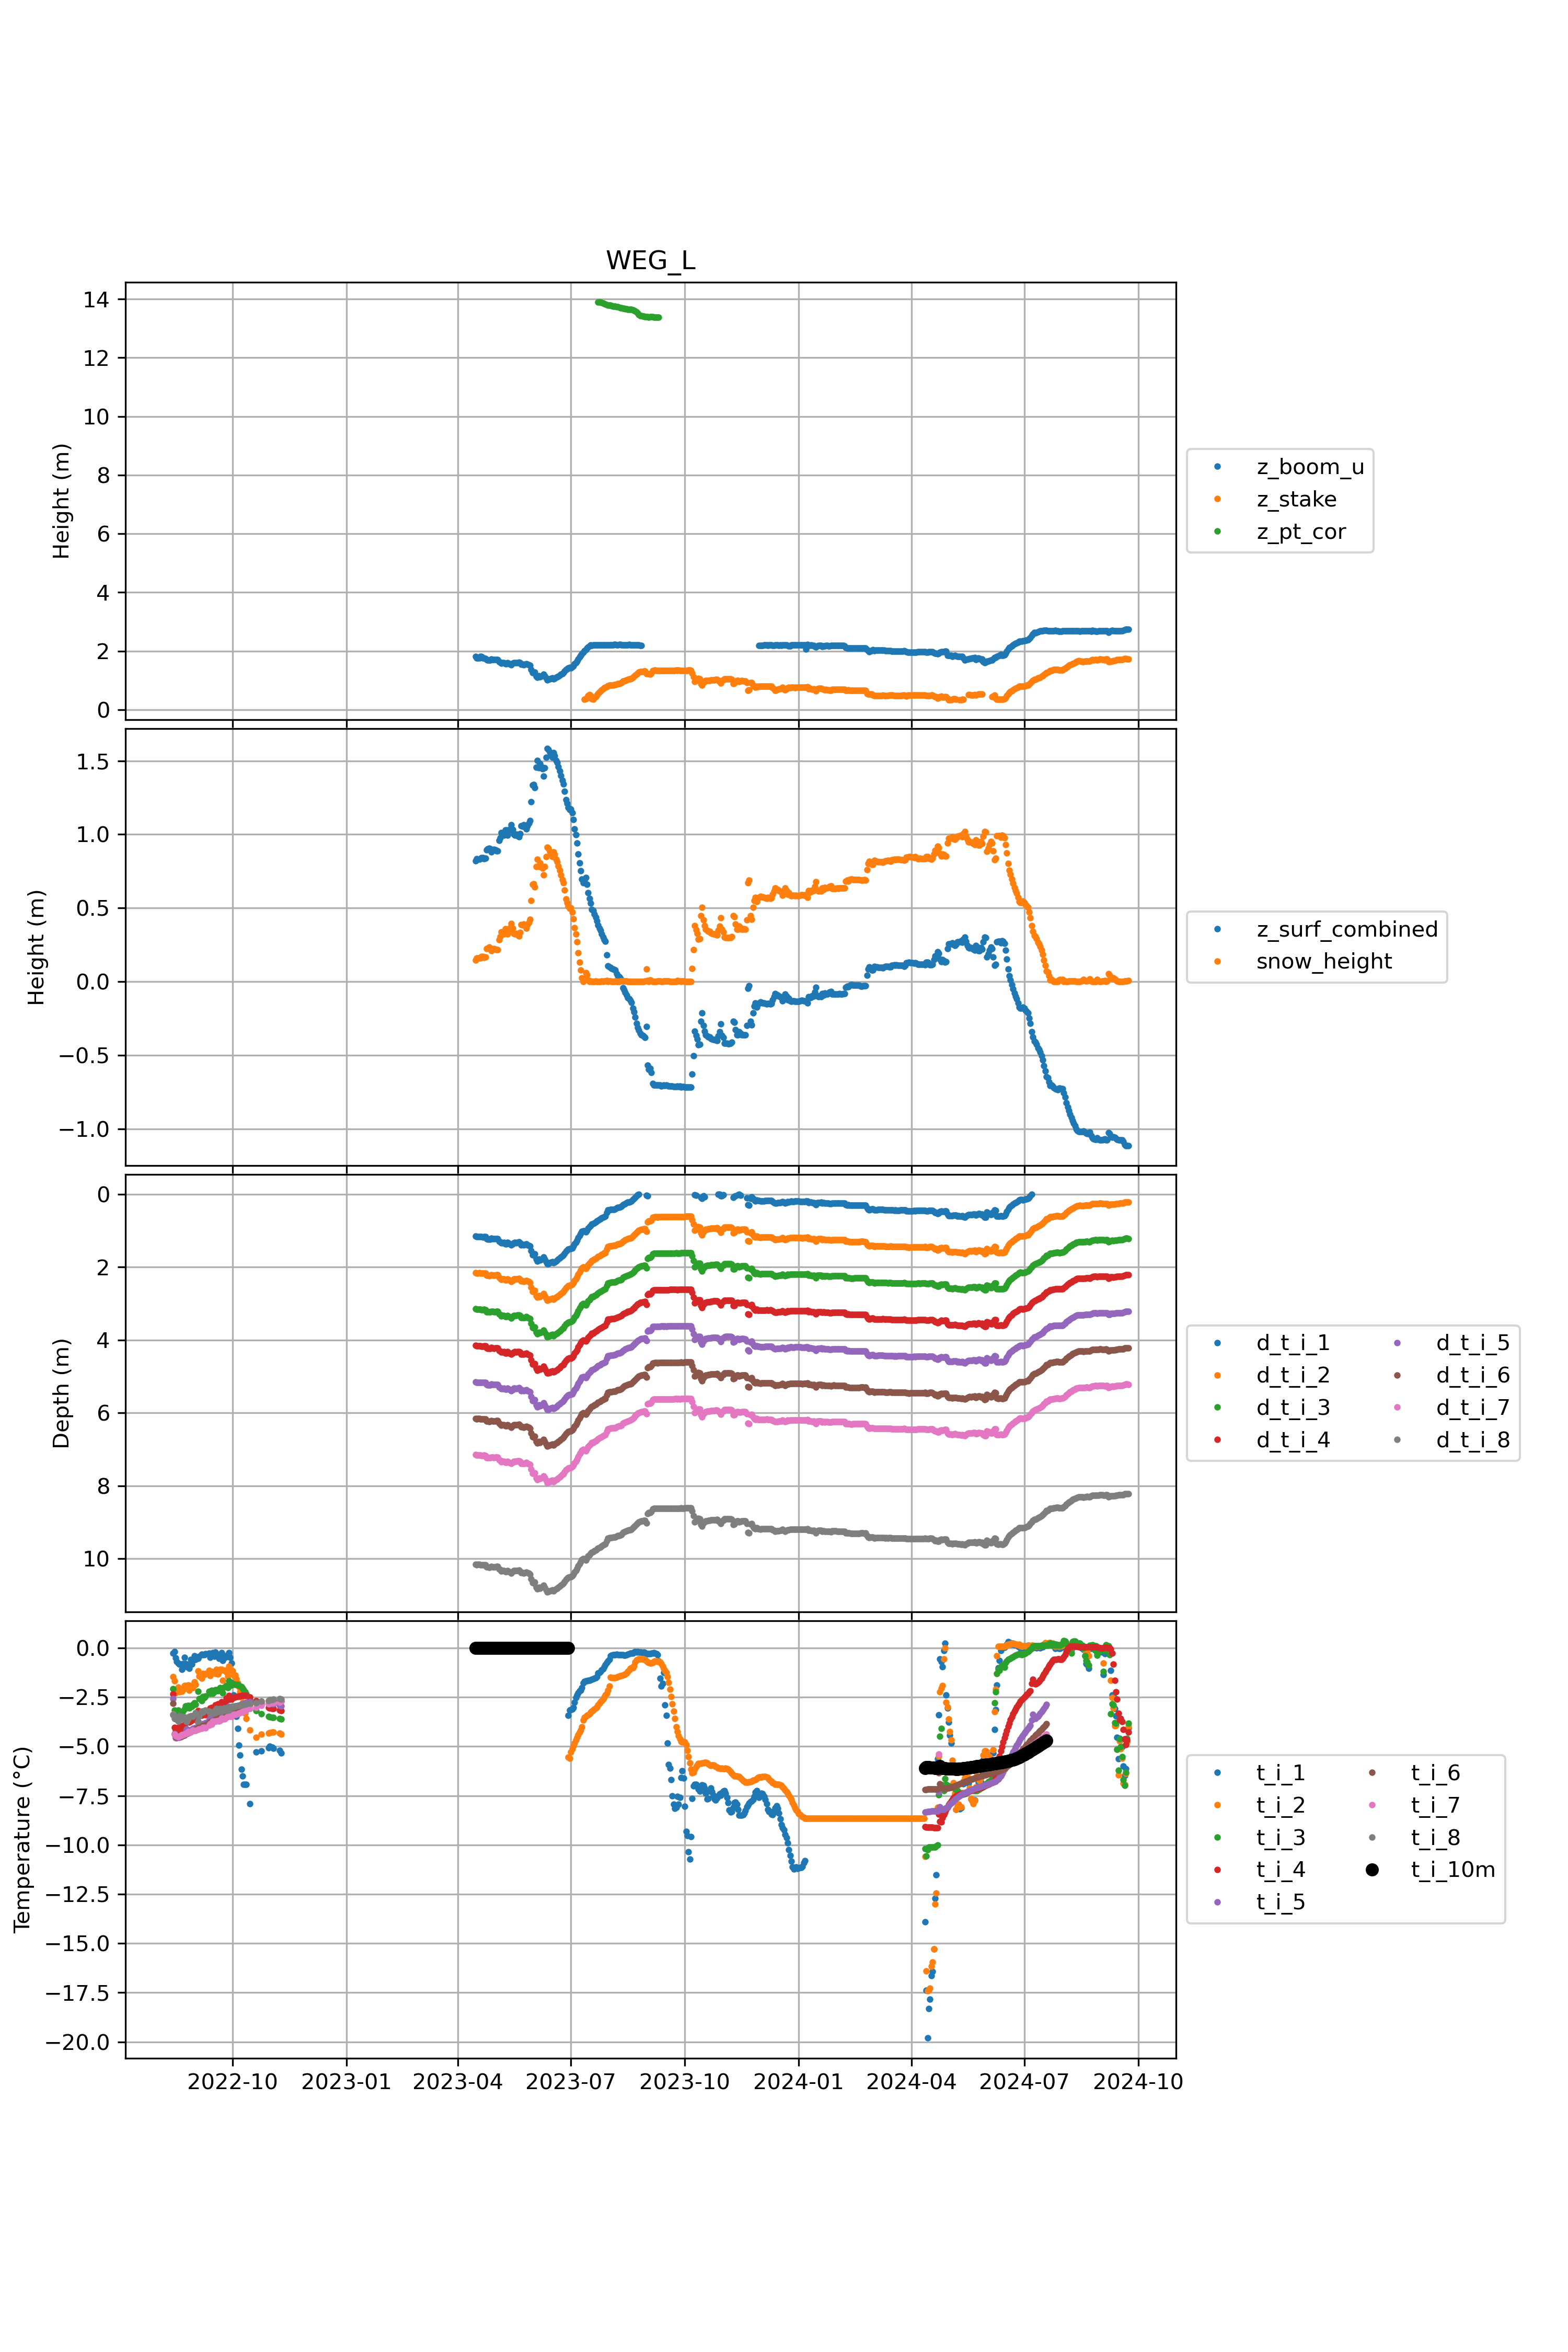 WEG_L
14
12
10
8
6
4
2
0
Height (m)
z_boom_u
z_stake
z_pt_cor
1.5
1.0
0.5
0.0
−0.5
−1.0
Height (m)
z_surf_combined
snow_height
0
2
4
6
8
10
Depth (m)
d_t_i_1 d_t_i_5
d_t_i_2 d_t_i_6
d_t_i_3 d_t_i_7
d_t_i_4 d_t_i_8
0.0
−2.5
−5.0
−7.5
−10.0
−12.5
−15.0
−17.5
−20.0
Temperature (°C)
t_i_1 t_i_6
t_i_2 t_i_7
t_i_3 t_i_8
t_i_4 t_i_10m
t_i_5
2022-10 2023-01 2023-04 2023-07 2023-10 2024-01 2024-04 2024-07 2024-10